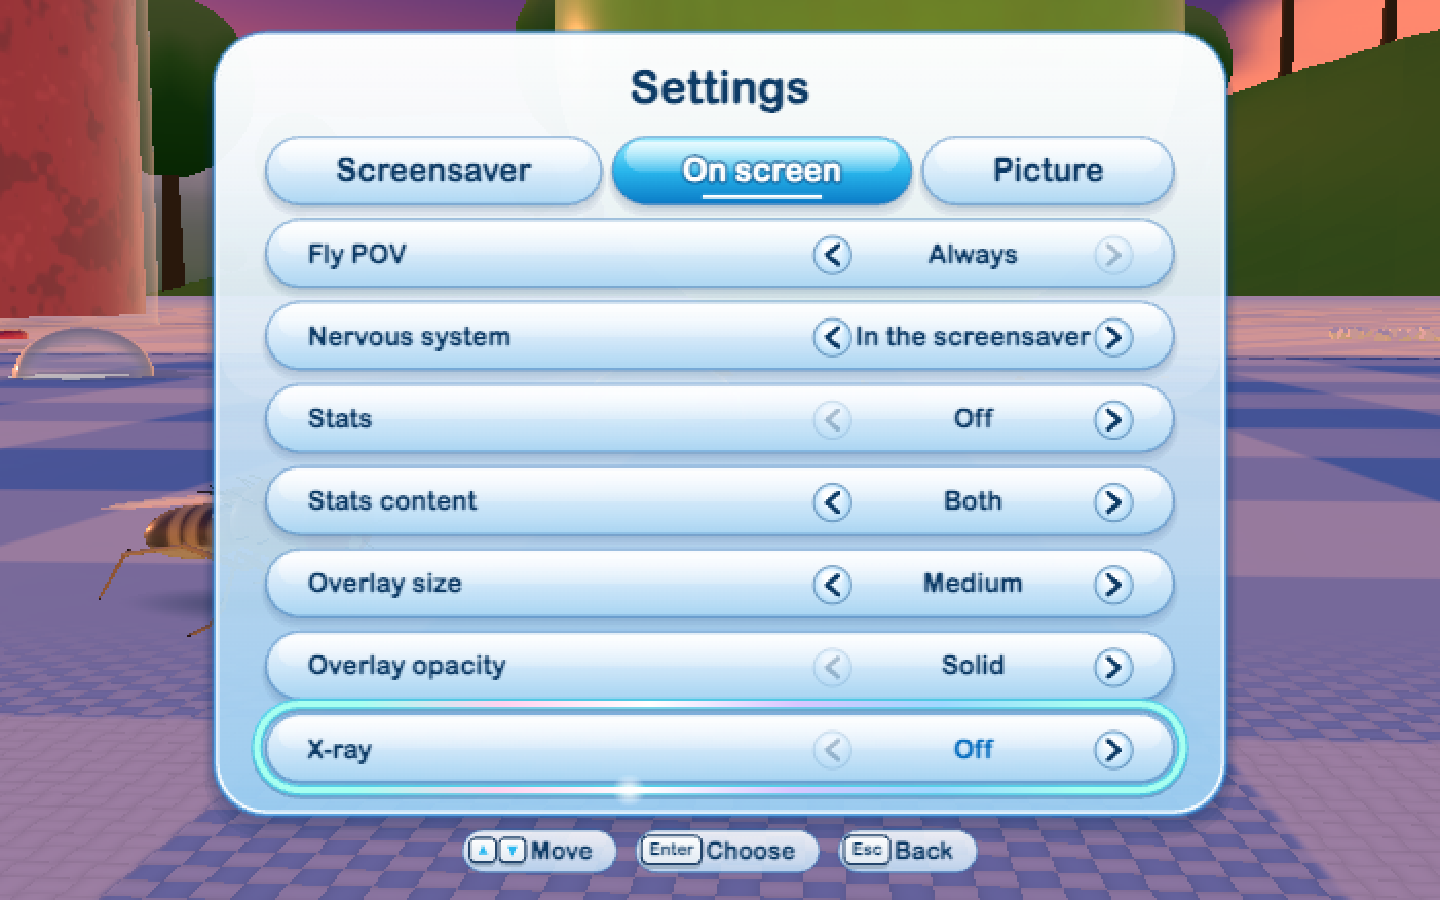 Settings
Screensaver On screen Picture
Fly POV Always
Nervous system In the screensaver
Stats Off
Stats content Both
Overlay size Medium
Overlay opacity Solid
X-ray Off
Move Enter Choose Esc Back